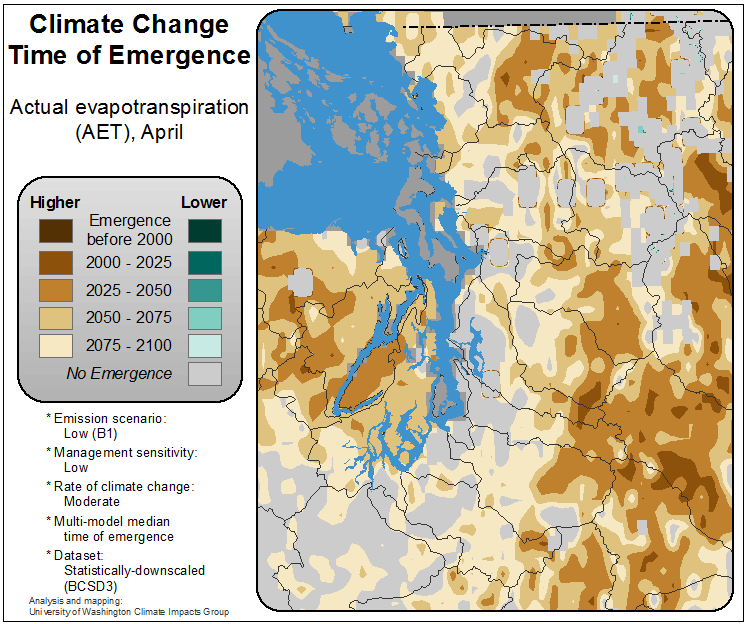 Climate Change
Time of Emergence
Actual evapotranspiration
(AET), April
Higher Lower
Emergence
before 2000
2000 - 2025
2025 - 2050
2050 - 2075
2075 - 2100
No Emergence
* Emission scenario:
Low (B1)
* Management sensitivity:
Low
* Rate of climate change:
Moderate
* Multi-model median
time of emergence
* Dataset:
Statistically-downscaled
(BCSD3)
Analysis and mapping:
University of Washington Climate Impacts Group